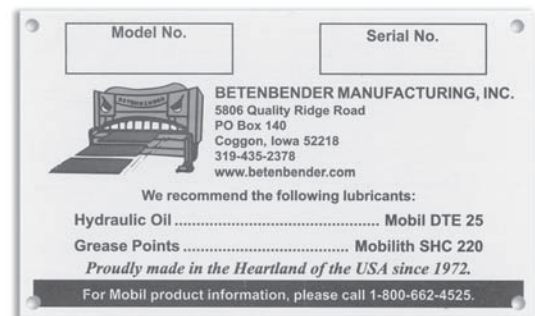 Model No.
Serial No.
BETENBENDER
BETENBENDER MANUFACTURING, INC.
5806 Quality Ridge Road
PO Box 140
Coggon, Iowa 52218
319-435-2378
www.betenbender.com
We recommend the following lubricants:
Hydraulic Oil ................................................ Mobil DTE 25
Grease Points ...................................... Mobilith SHC 220
Proudly made in the Heartland of the USA since 1972.
For Mobil product information, please call 1-800-662-4525.